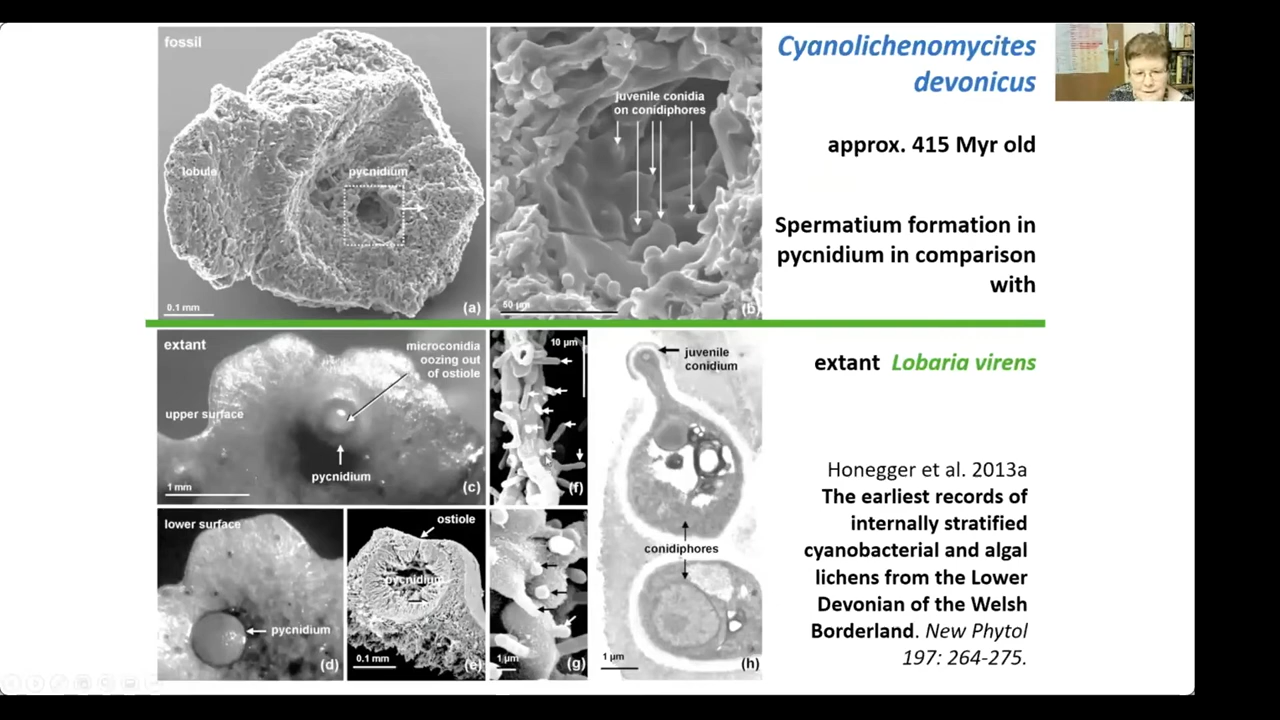 fossil
lobule
pycnidium
0.1 mm
(a)
juvenile conidia
on conidiphores
50 µm
(b)
Cyanolichenomycites
devonicus
approx. 415 Myr old
Spermatium formation in
pycnidium in comparison
with
extant
microconidia
oozing out
of ostiole
upper surface
pycnidium
1 mm
(c)
10 µm
(f)
juvenile
conidium
conidiphores
1 µm
(h)
lower surface
pycnidium
(d)
ostiole
pycnidium
0.1 mm
(e)
1 µm
(g)
extant Lobaria virens
Honegger et al. 2013a
The earliest records of
internally stratified
cyanobacterial and algal
lichens from the Lower
Devonian of the Welsh
Borderland. New Phytol
197: 264-275.